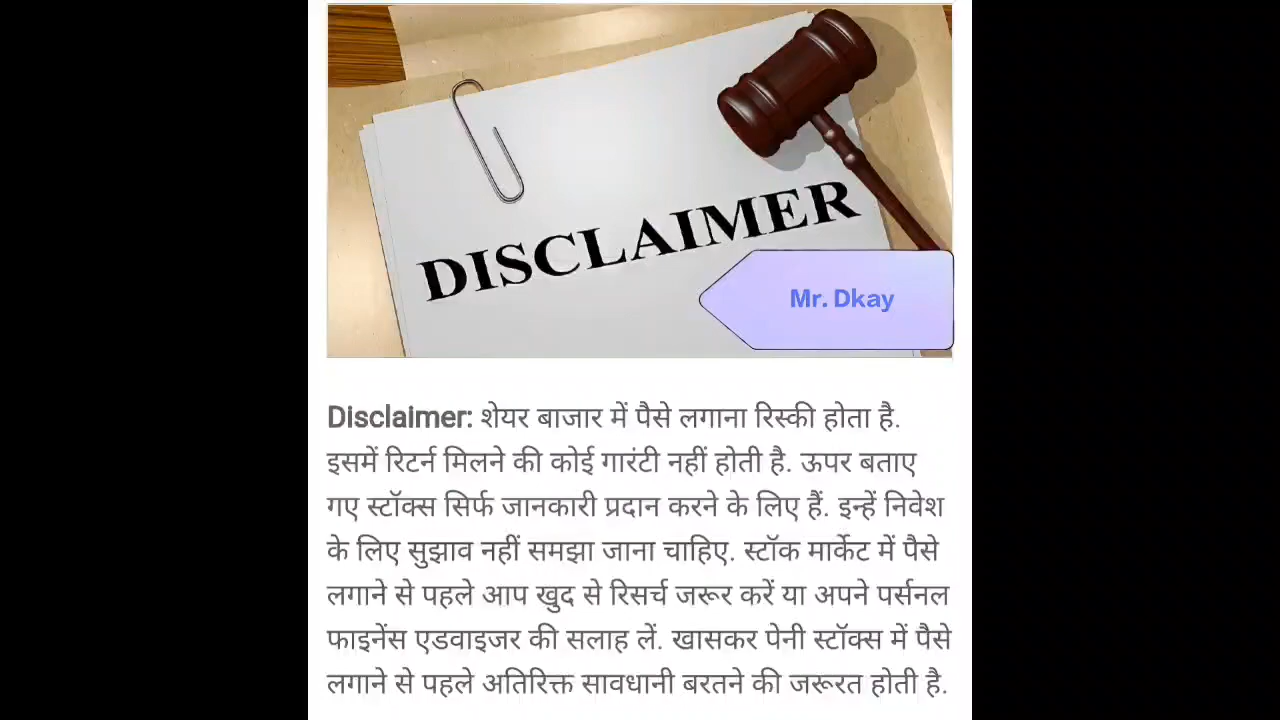 DISCLAIMER
Mr. Dkay
Disclaimer: शेयर बाजार में पैसे लगाना रिस्की होता है.
इसमें रिटर्न मिलने की कोई गारंटी नहीं होती है. ऊपर बताए
गए स्टॉक्स सिर्फ जानकारी प्रदान करने के लिए हैं. इन्हें निवेश
के लिए सुझाव नहीं समझा जाना चाहिए. स्टॉक मार्केट में पैसे
लगाने से पहले आप खुद से रिसर्च जरूर करें या अपने पर्सनल
फाइनेंस एडवाइजर की सलाह लें. खासकर पेनी स्टॉक्स में पैसे
लगाने से पहले अतिरिक्त सावधानी बरतने की जरूरत होती है.